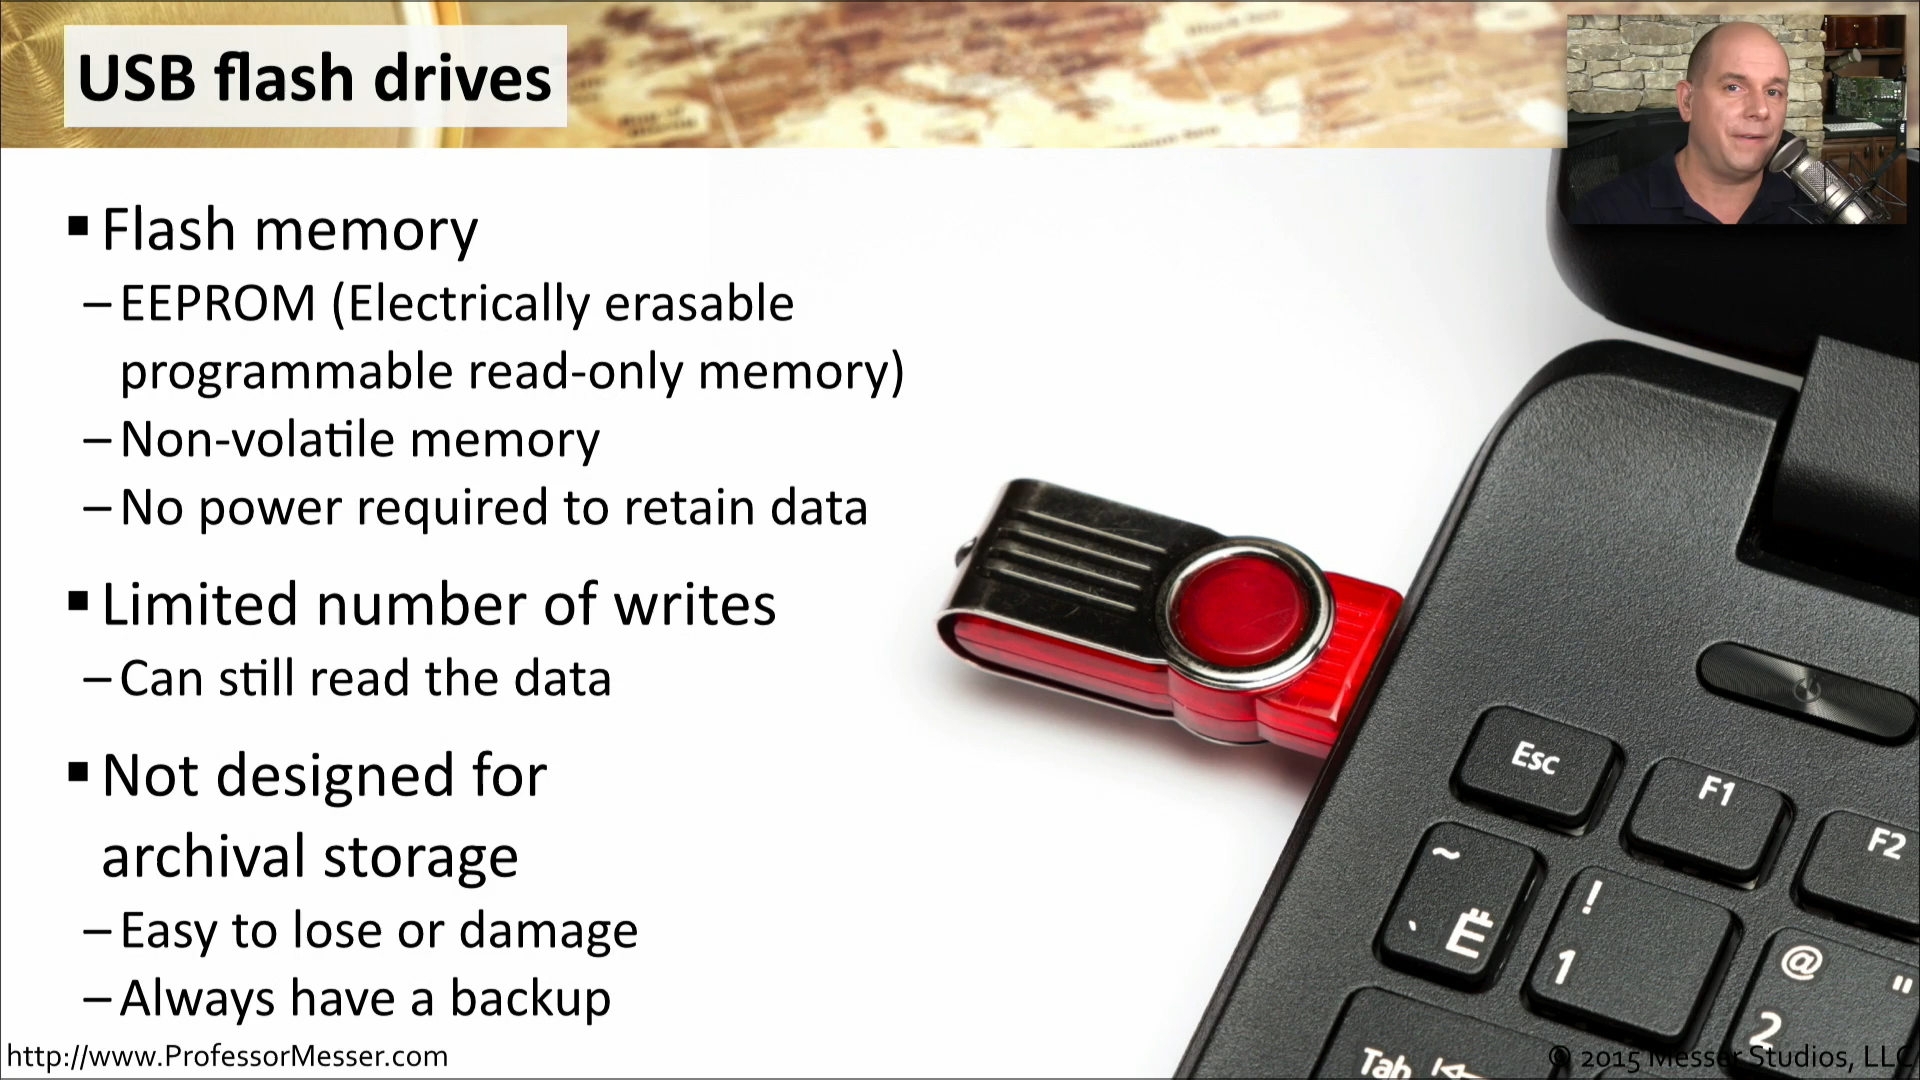 USB flash drives
▪ Flash memory
– EEPROM (Electrically erasable
programmable read-only memory)
– Non-volatile memory
– No power required to retain data
▪ Limited number of writes
– Can still read the data
▪ Not designed for
archival storage
– Easy to lose or damage
– Always have a backup
http://www.ProfessorMesser.com
© 2015 Messer Studios, LLC
Esc
F1
F2
~
` Ё
!
1
@ "
2
Tab